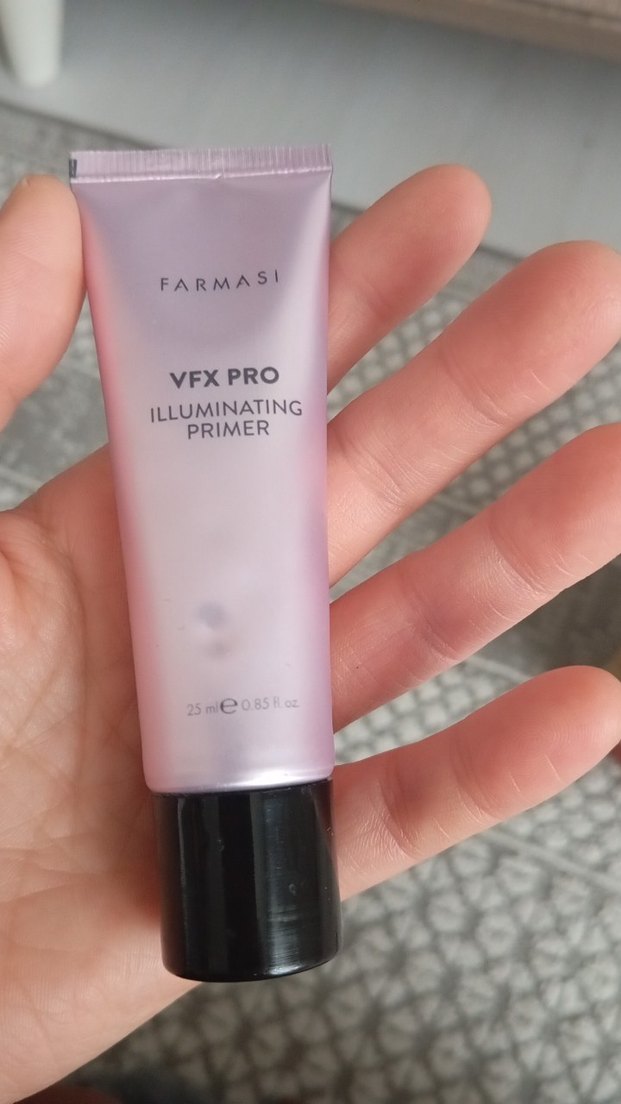 FARMASI
VFX PRO
ILLUMINATING
PRIMER
25 ml e 0.85 fl.oz